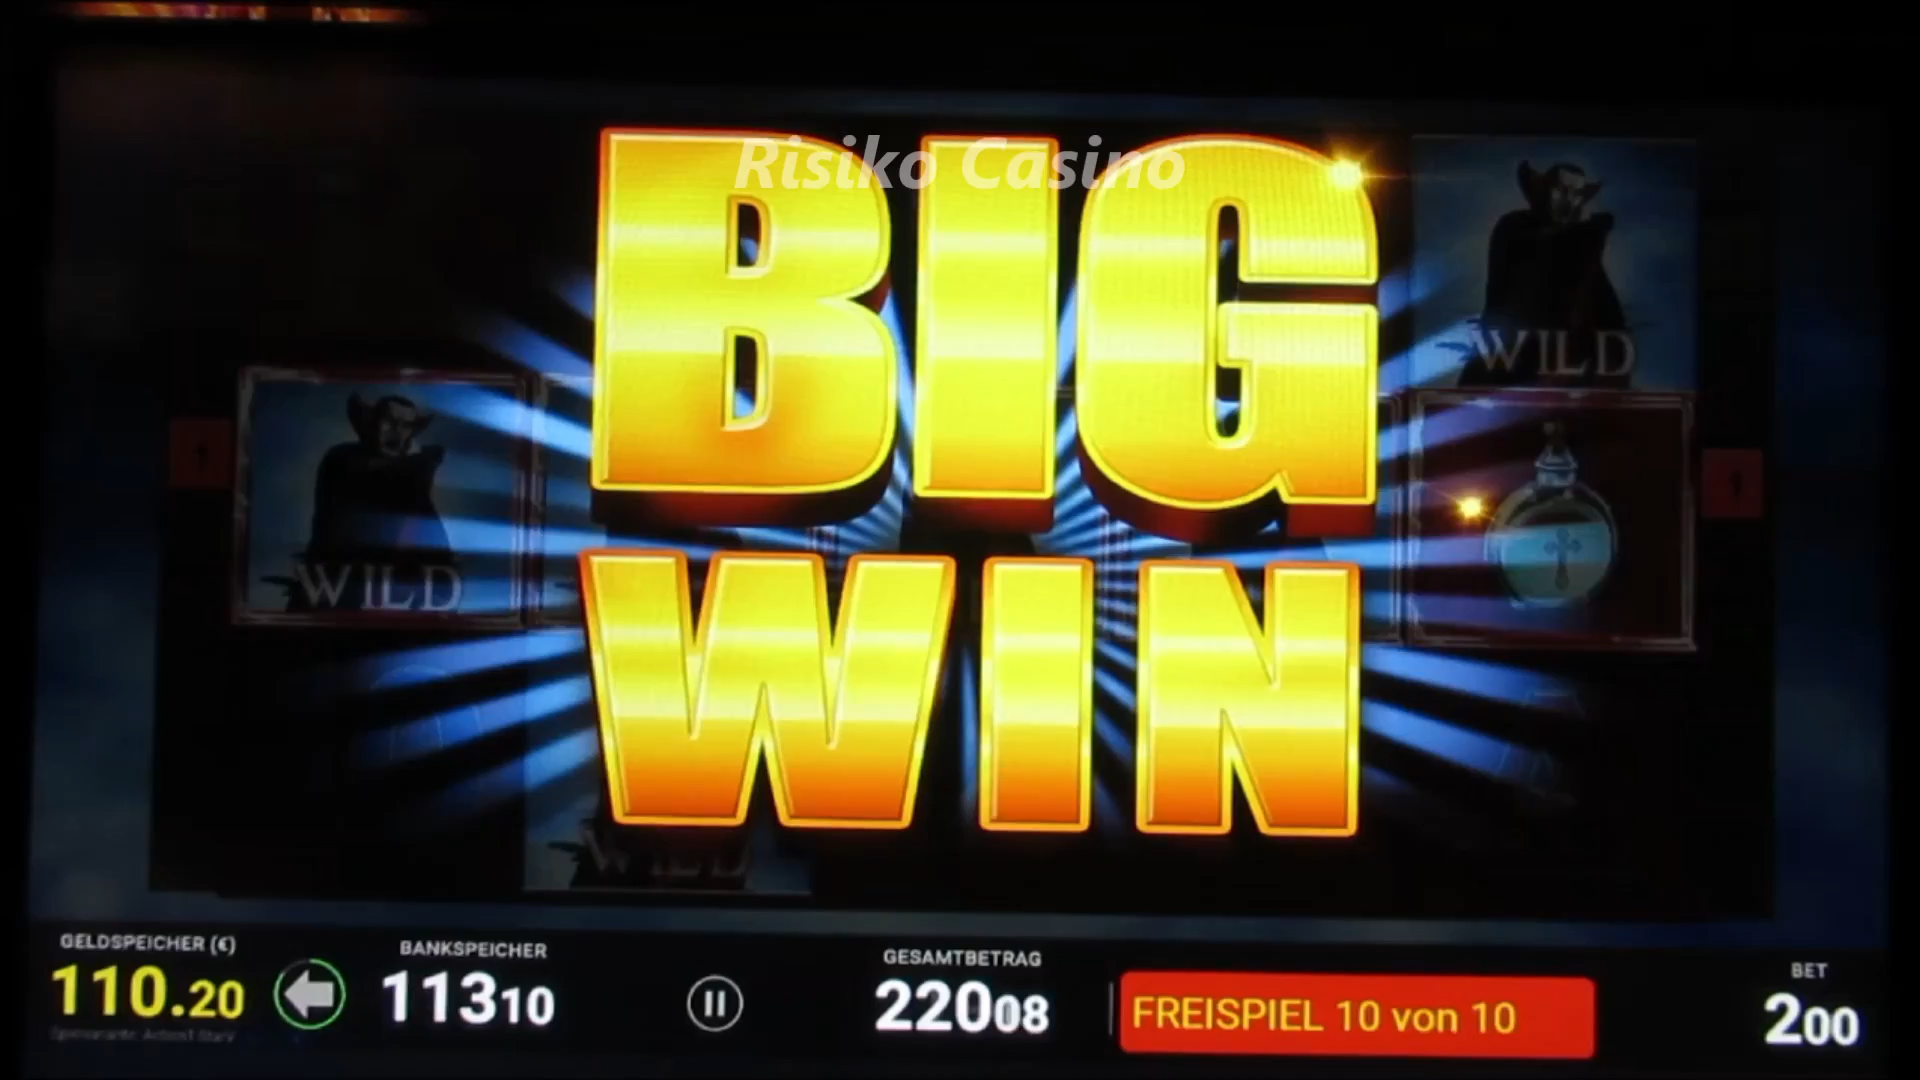 Risiko Casino
BIG
WIN
WILD
WILD
WILD
GELDSPEICHER (€)
110.20
BANKSPEICHER
11310
GESAMTBETRAG
22008
FREISPIEL 10 von 10
BET
200